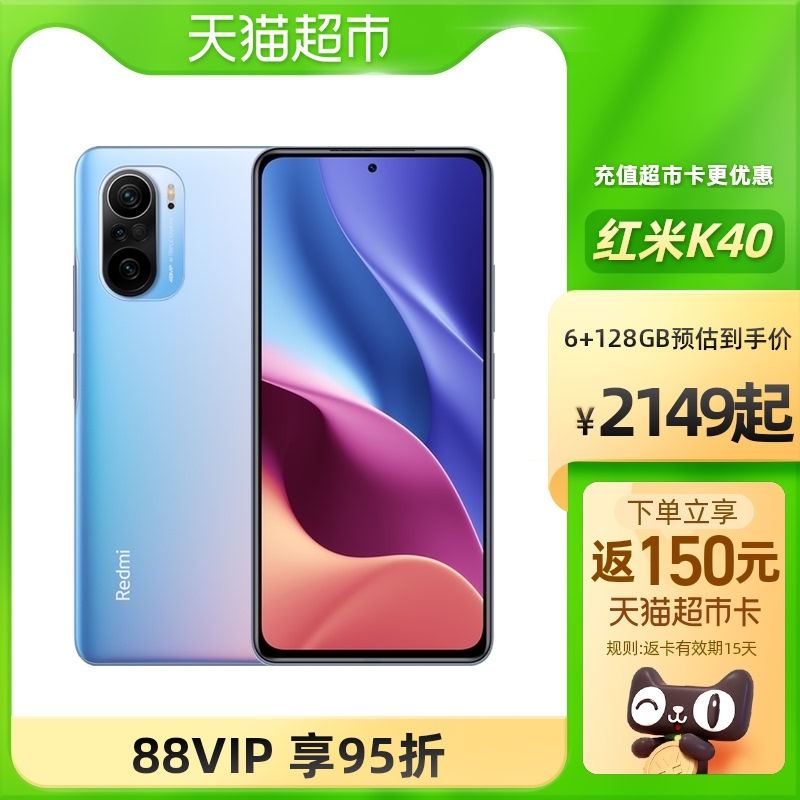 天猫超市
充值超市卡更优惠
红米K40
6+128GB预估到手价
¥2149起
下单立享
返150元
天猫超市卡
规则:返卡有效期15天
Redmi
88VIP 享95折